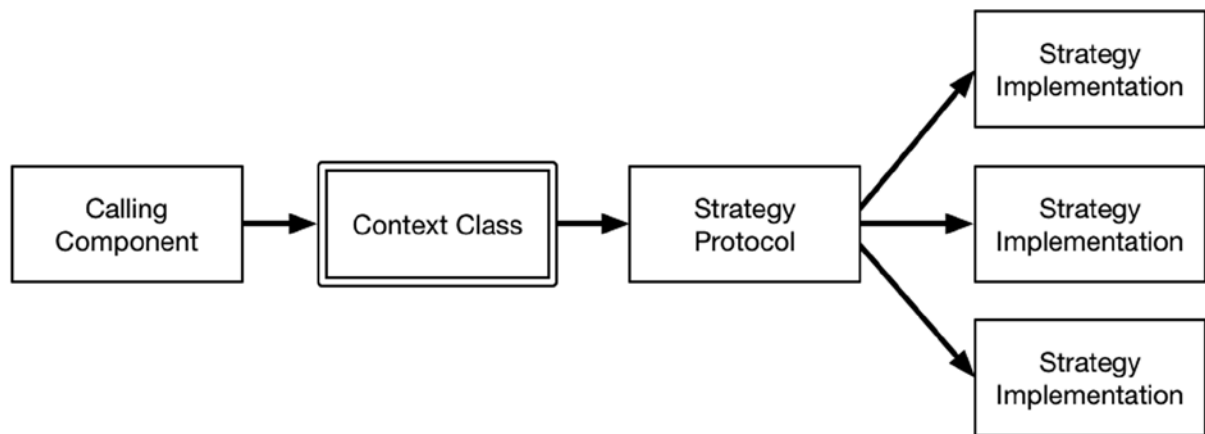 Calling
Component
Context Class
Strategy
Protocol
Strategy
Implementation
Strategy
Implementation
Strategy
Implementation